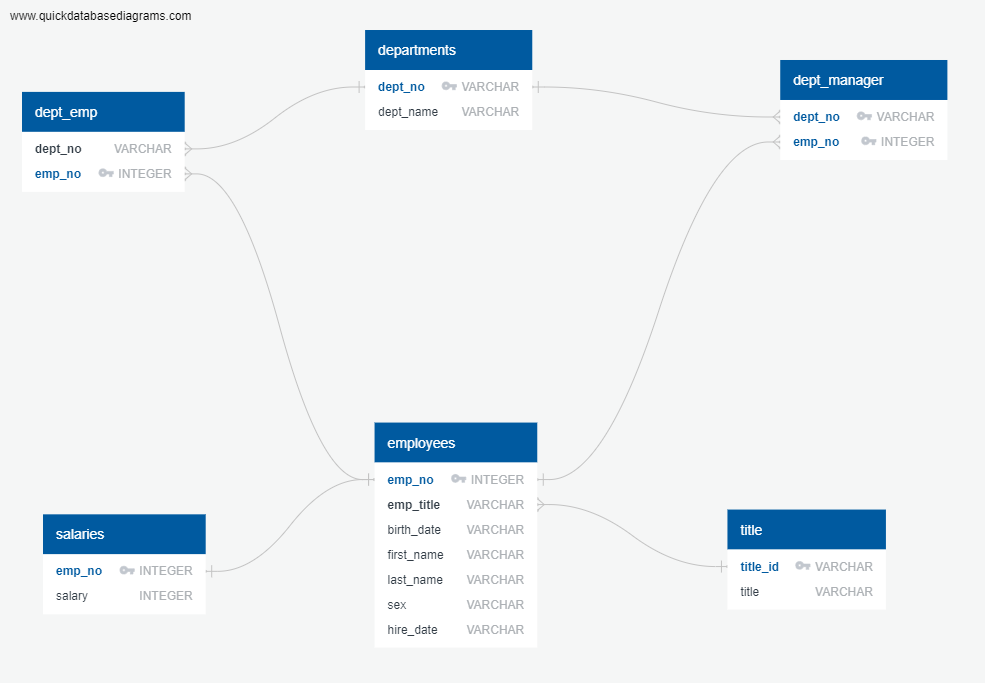 www.quickdatabasediagrams.com
departments
dept_no VARCHAR
dept_name VARCHAR
dept_manager
dept_no VARCHAR
emp_no INTEGER
dept_emp
dept_no VARCHAR
emp_no INTEGER
employees
emp_no INTEGER
emp_title VARCHAR
birth_date VARCHAR
first_name VARCHAR
last_name VARCHAR
sex VARCHAR
hire_date VARCHAR
salaries
emp_no INTEGER
salary INTEGER
title
title_id VARCHAR
title VARCHAR